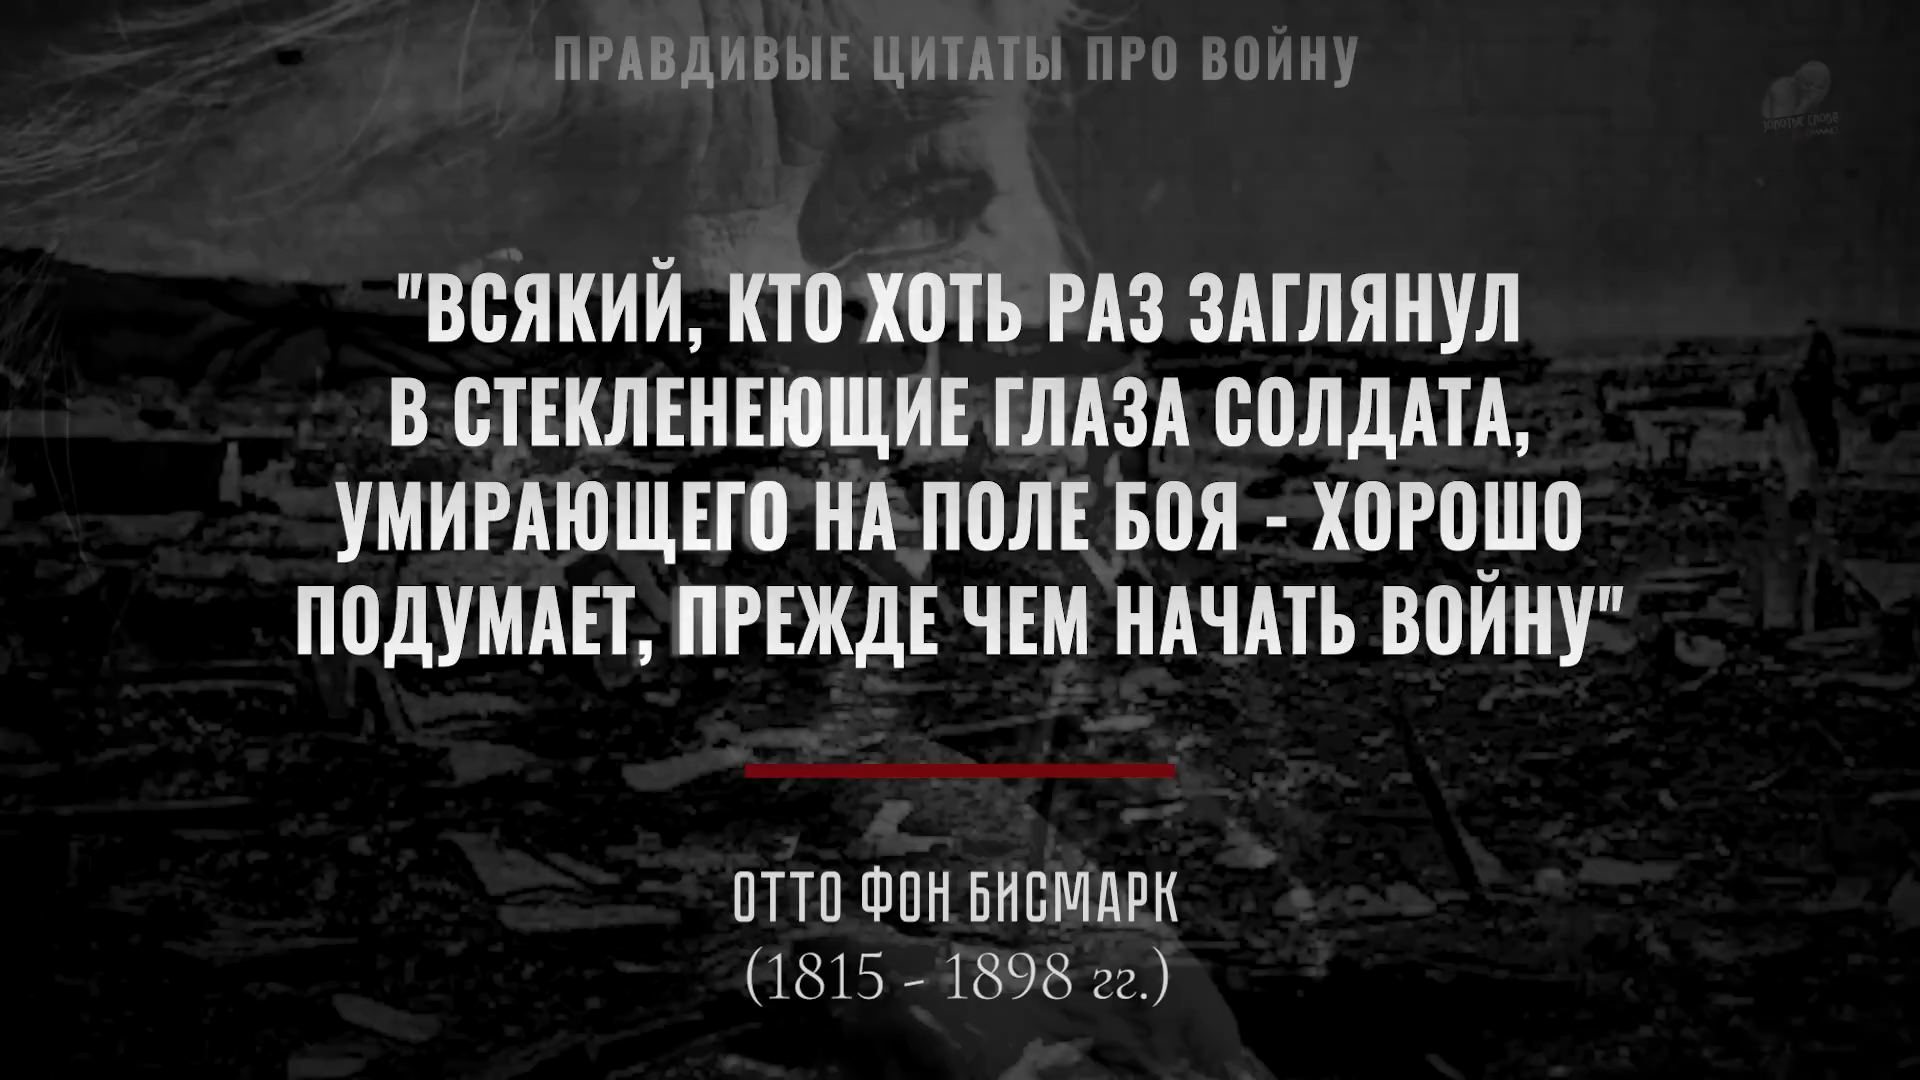 ПРАВДИВЫЕ ЦИТАТЫ ПРО ВОЙНУ
"ВСЯКИЙ, КТО ХОТЬ РАЗ ЗАГЛЯНУЛ
В СТЕКЛЕНЕЮЩИЕ ГЛАЗА СОЛДАТА,
УМИРАЮЩЕГО НА ПОЛЕ БОЯ - ХОРОШО
ПОДУМАЕТ, ПРЕЖДЕ ЧЕМ НАЧАТЬ ВОЙНУ"
ОТТО ФОН БИСМАРК
(1815 - 1898 гг.)